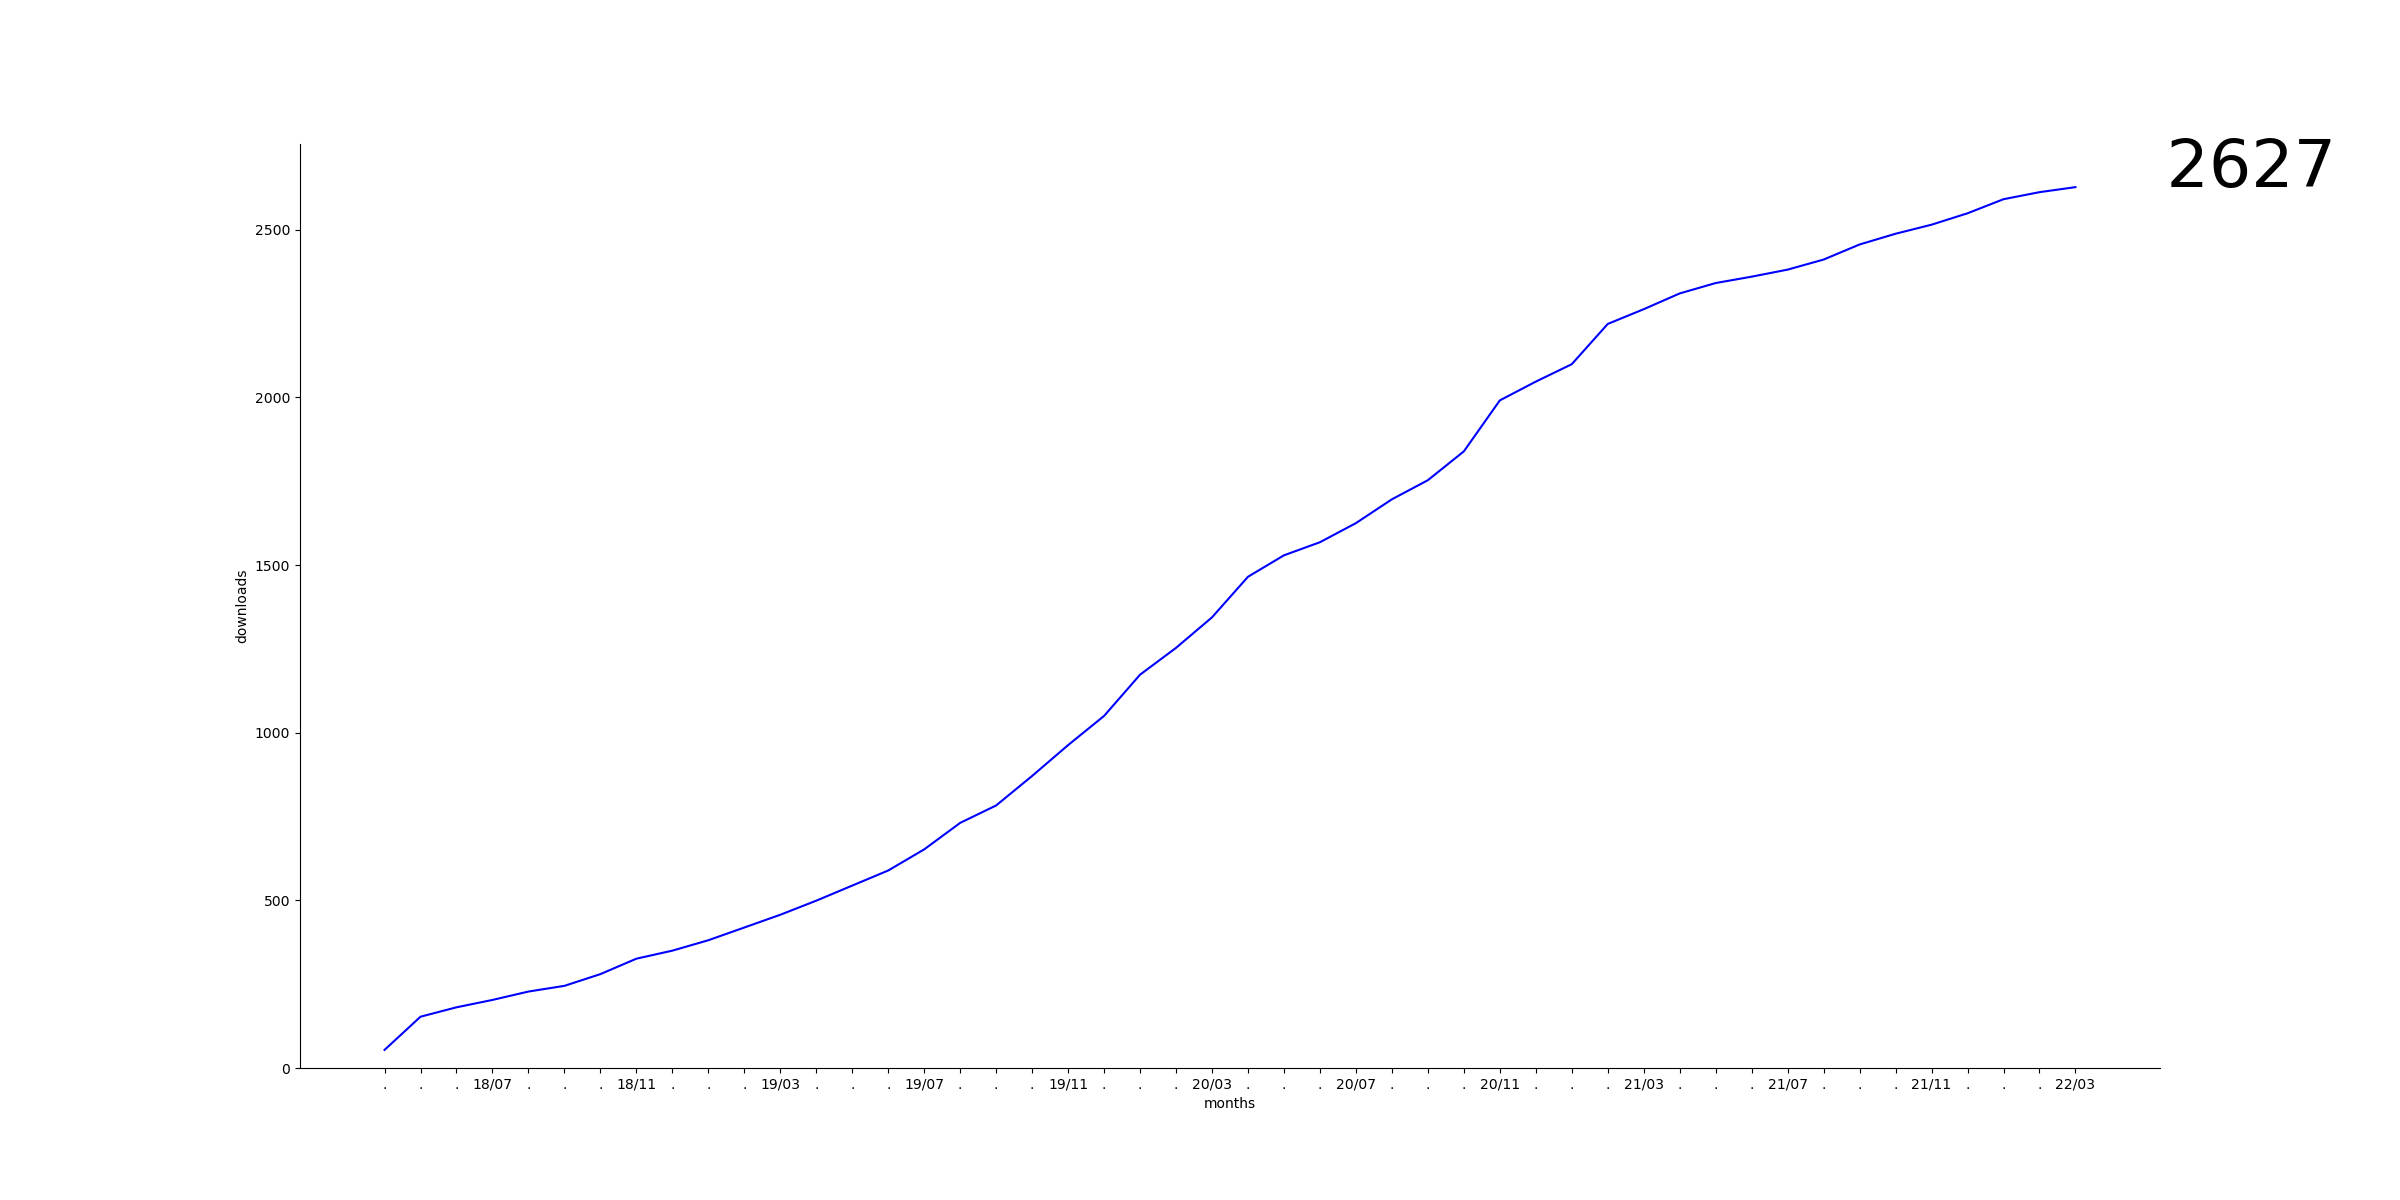 2627
2500
2000
1500
1000
500
0
downloads
. . . 18/07 . . . 18/11 . . . 19/03 . . . 19/07 . . . 19/11 . . . 20/03 . . . 20/07 . . . 20/11 . . . 21/03 . . . 21/07 . . . 21/11 . . . 22/03
months